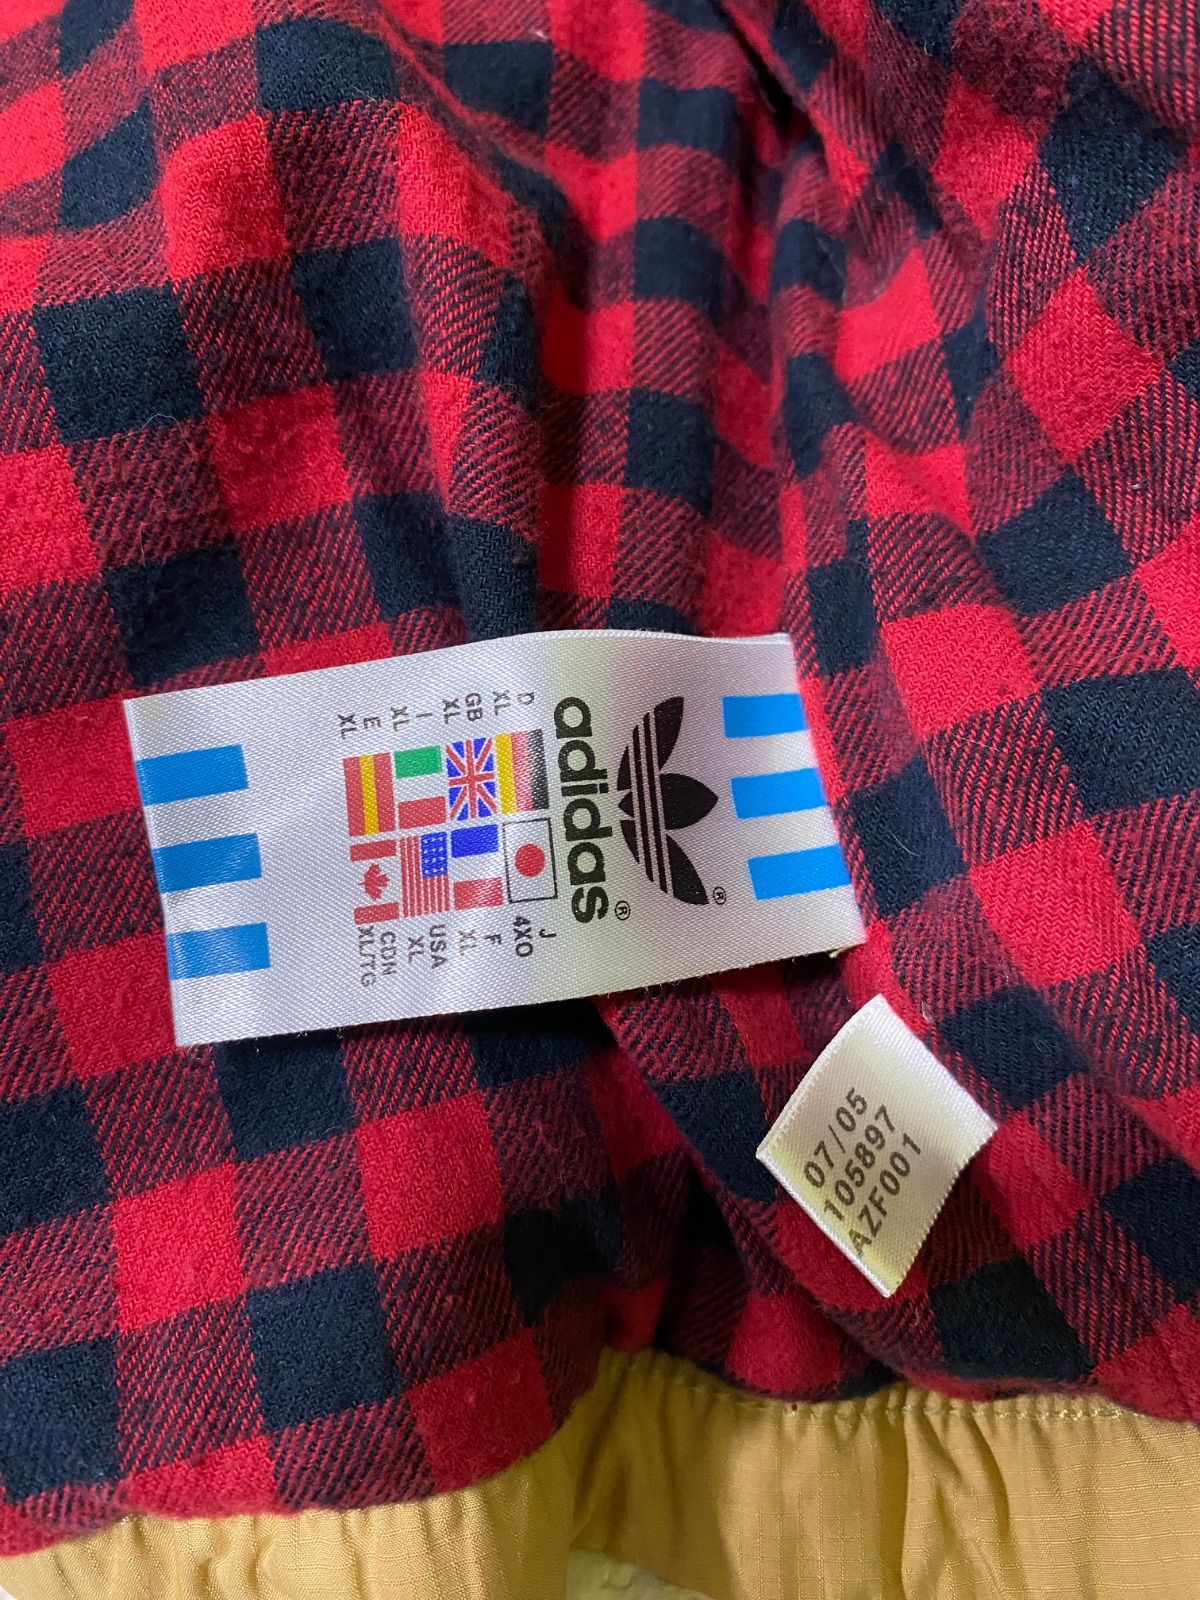 ®
adidas®
D
XL
GB
XL
I
XL
E
XL
J
4XO
F
XL
USA
XL
CDN
XL/TG
07/05
105897
AZF001